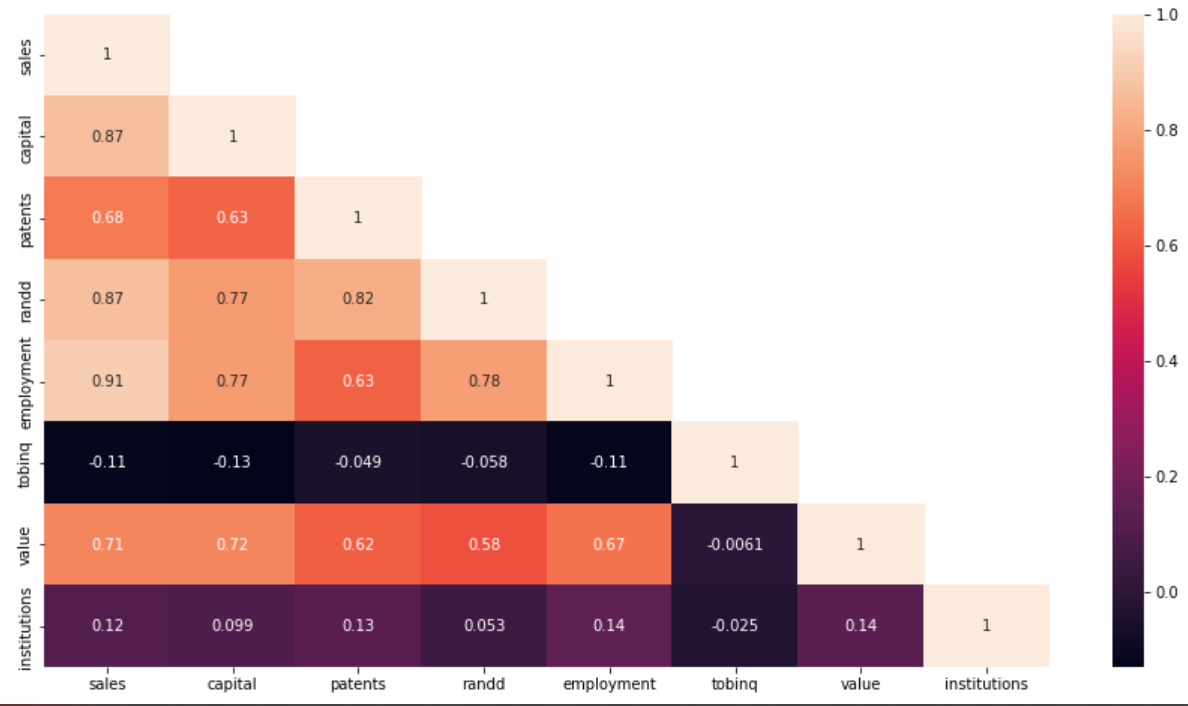 1.0
sales 1
capital 0.87 1
0.8
patents 0.68 0.63 1
0.6
randd 0.87 0.77 0.82 1
employment 0.91 0.77 0.63 0.78 1
0.4
tobinq -0.11 -0.13 -0.049 -0.058 -0.11 1
0.2
value 0.71 0.72 0.62 0.58 0.67 -0.0061 1
0.0
institutions 0.12 0.099 0.13 0.053 0.14 -0.025 0.14 1
sales capital patents randd employment tobinq value institutions